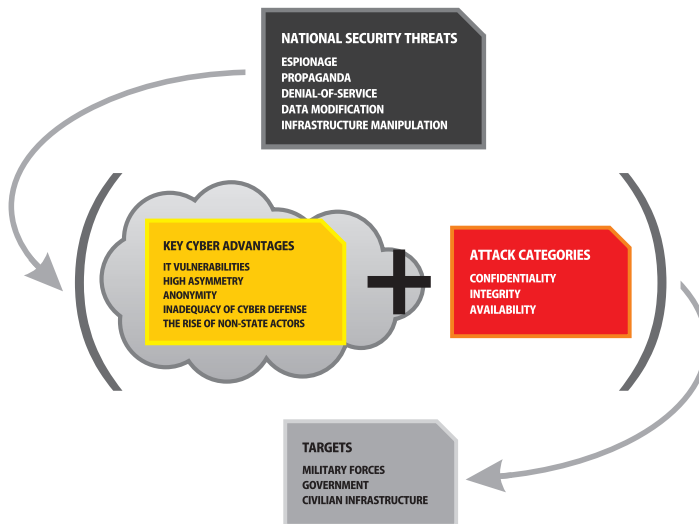 NATIONAL SECURITY THREATS
ESPIONAGE
PROPAGANDA
DENIAL-OF-SERVICE
DATA MODIFICATION
INFRASTRUCTURE MANIPULATION
KEY CYBER ADVANTAGES
IT VULNERABILITIES
HIGH ASYMMETRY
ANONYMITY
INADEQUACY OF CYBER DEFENSE
THE RISE OF NON-STATE ACTORS
+
ATTACK CATEGORIES
CONFIDENTIALITY
INTEGRITY
AVAILABILITY
TARGETS
MILITARY FORCES
GOVERNMENT
CIVILIAN INFRASTRUCTURE